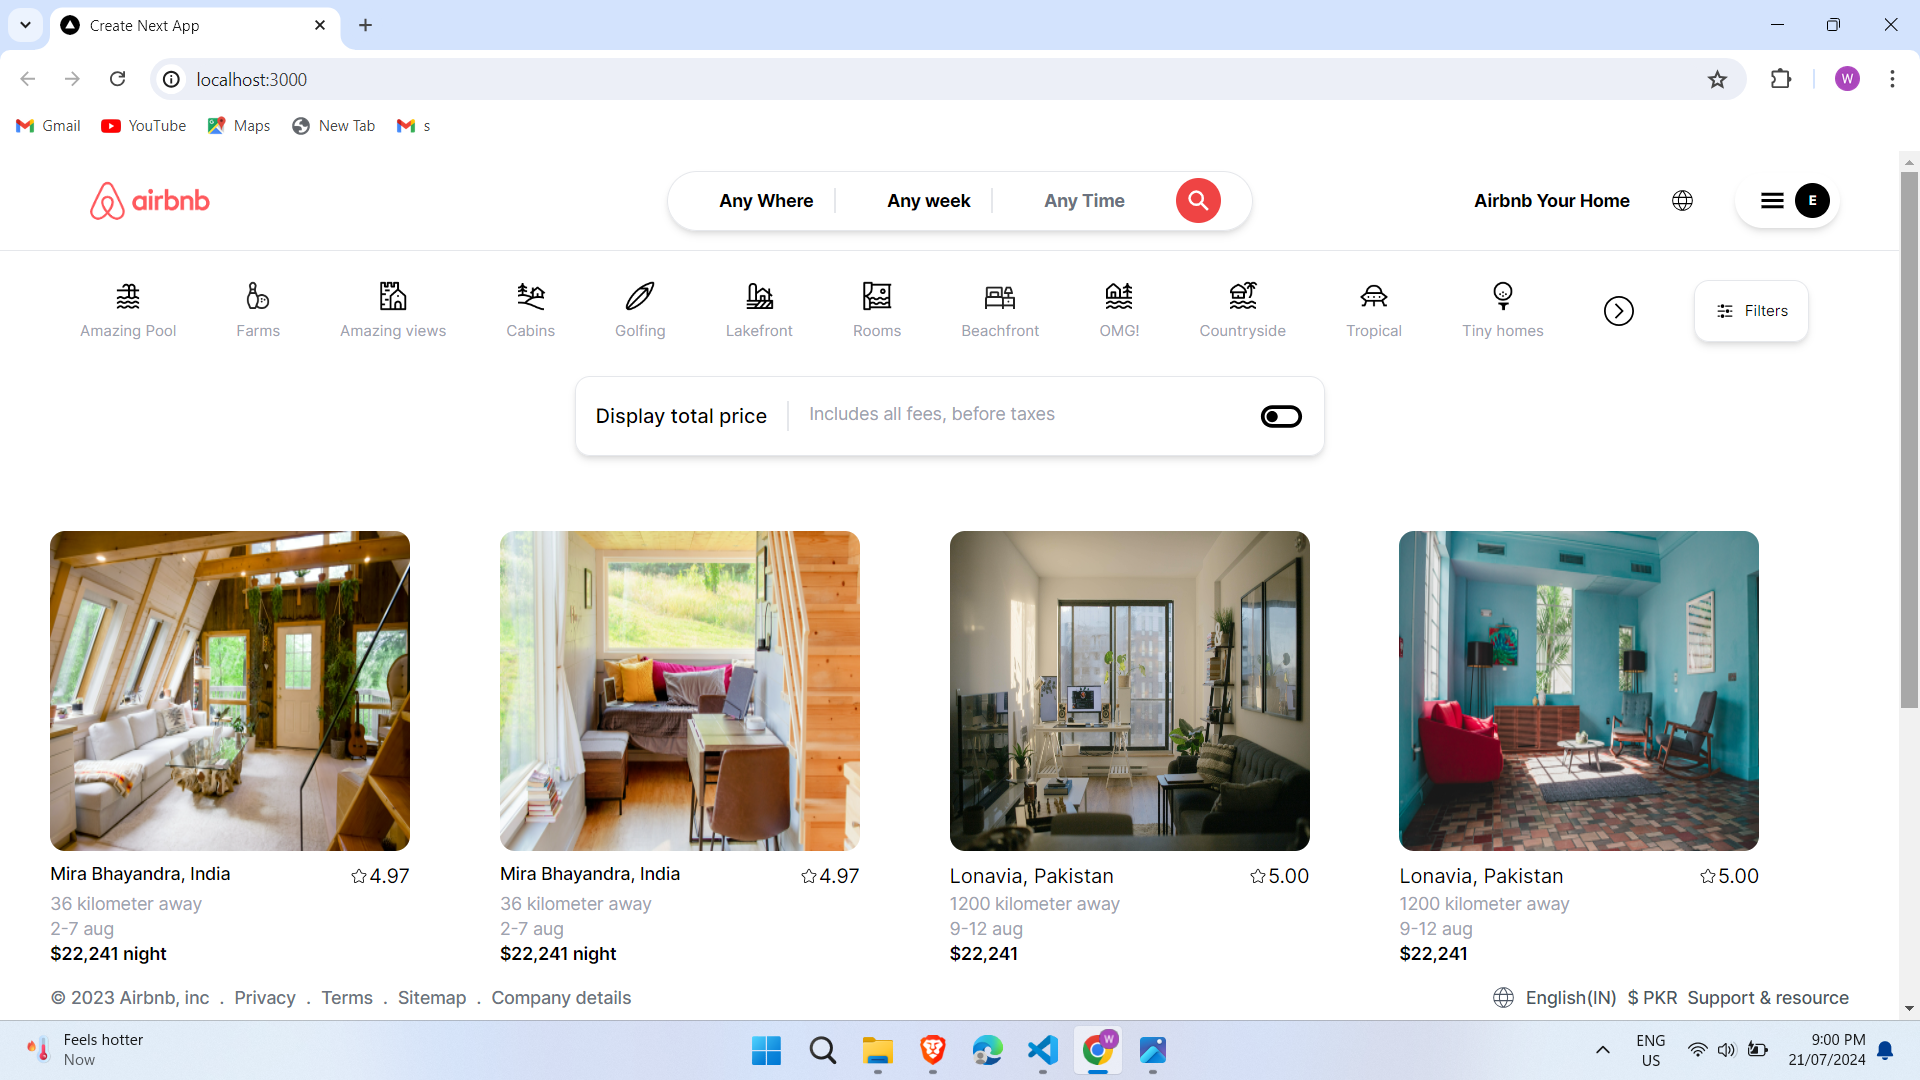 Create Next App
localhost:3000
W
Gmail YouTube Maps New Tab s
airbnb Any Where Any week Any Time Airbnb Your Home E
Amazing Pool Farms Amazing views Cabins Golfing Lakefront Rooms Beachfront OMG! Countryside Tropical Tiny homes Filters
Display total price Includes all fees, before taxes
Mira Bhayandra, India 4.97 Mira Bhayandra, India 4.97 Lonavia, Pakistan 5.00 Lonavia, Pakistan 5.00
36 kilometer away 36 kilometer away 1200 kilometer away 1200 kilometer away
2-7 aug 2-7 aug 9-12 aug 9-12 aug
$22,241 night $22,241 night $22,241 $22,241
© 2023 Airbnb, inc . Privacy . Terms . Sitemap . Company details English(IN) $ PKR Support & resource
Feels hotter W ENG 9:00 PM
Now US 21/07/2024